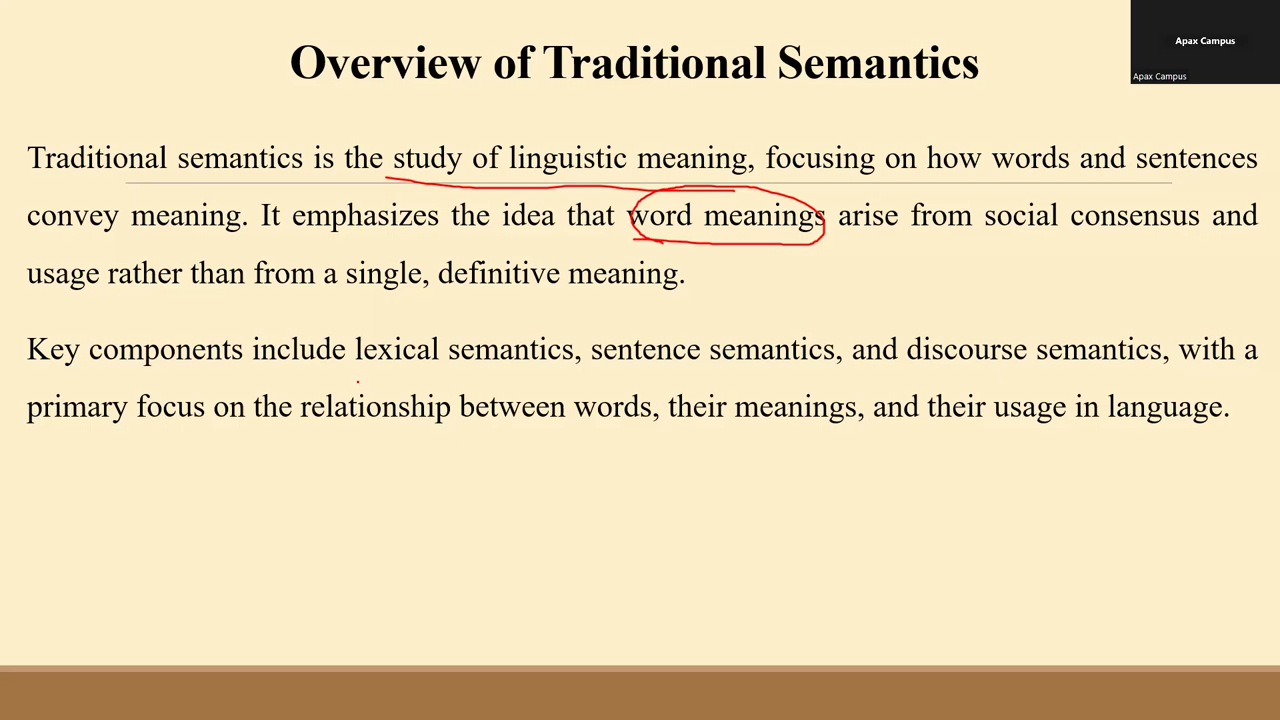 Overview of Traditional Semantics
Apax Campus
Apax Campus
Traditional semantics is the study of linguistic meaning, focusing on how words and sentences
convey meaning. It emphasizes the idea that word meanings arise from social consensus and
usage rather than from a single, definitive meaning.
Key components include lexical semantics, sentence semantics, and discourse semantics, with a
primary focus on the relationship between words, their meanings, and their usage in language.